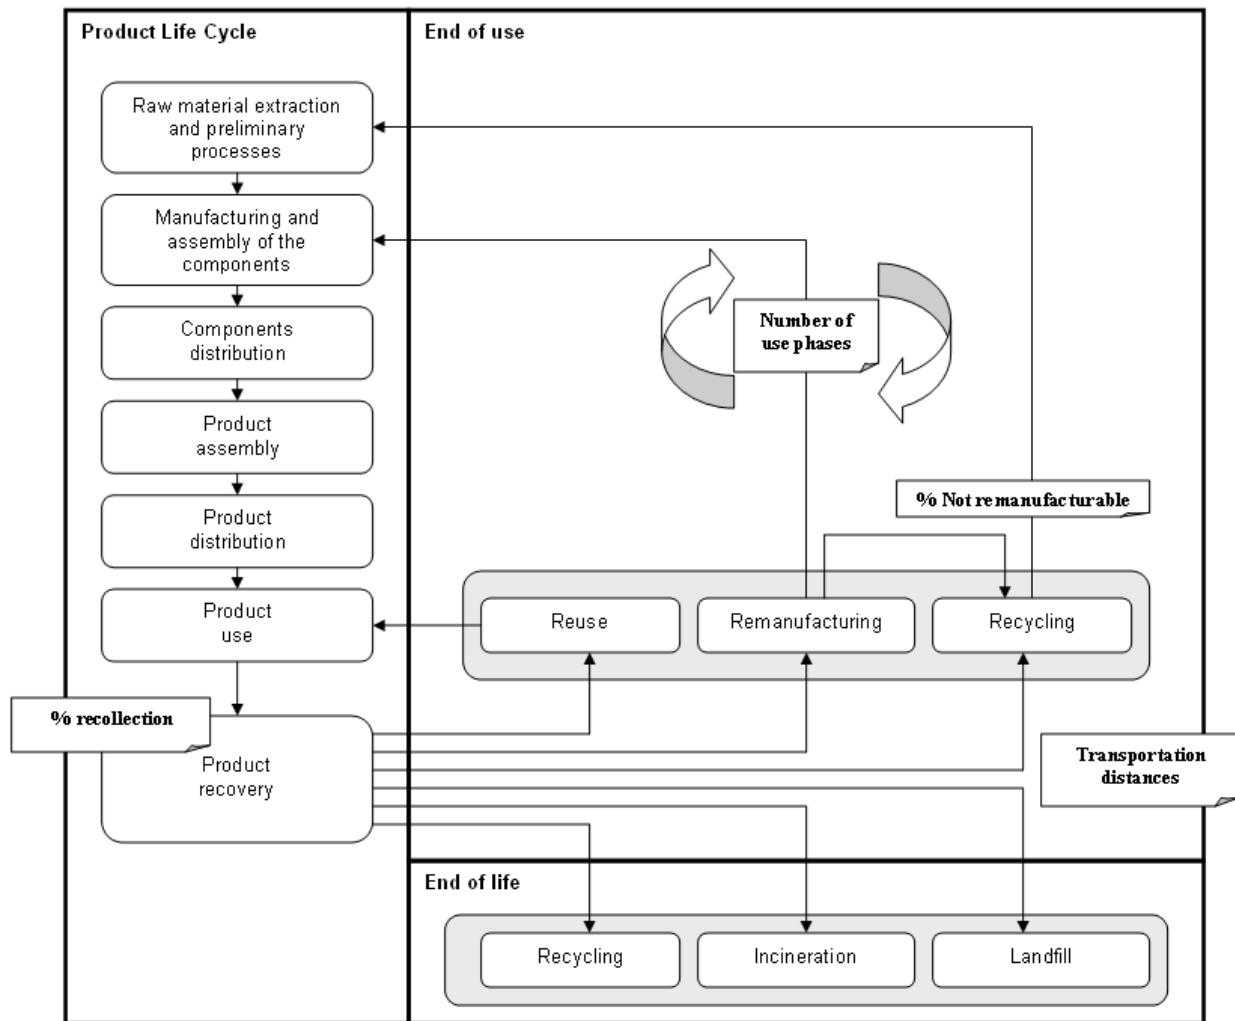 Product Life Cycle
Raw material extraction
and preliminary
processes
Manufacturing and
assembly of the
components
Components
distribution
Product
assembly
Product
distribution
Product
use
% recollection
Product
recovery
End of use
Number of
use phases
% Not remanufacturable
Reuse
Remanufacturing
Recycling
Transportation
distances
End of life
Recycling
Incineration
Landfill